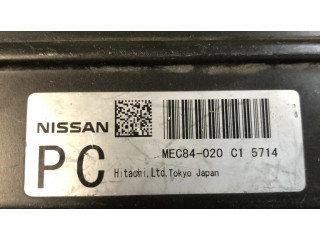 NISSAN
PC
MEC84-020 C1 5714
Hitachi,Ltd.Tokyo Japan